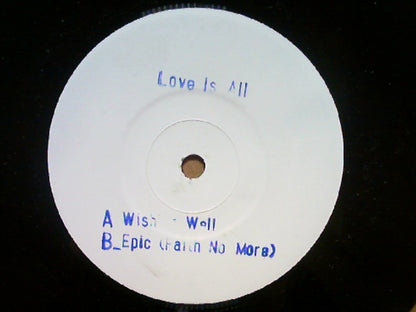 Love Is All
A Wish Well
B_Epic (Faith No More)